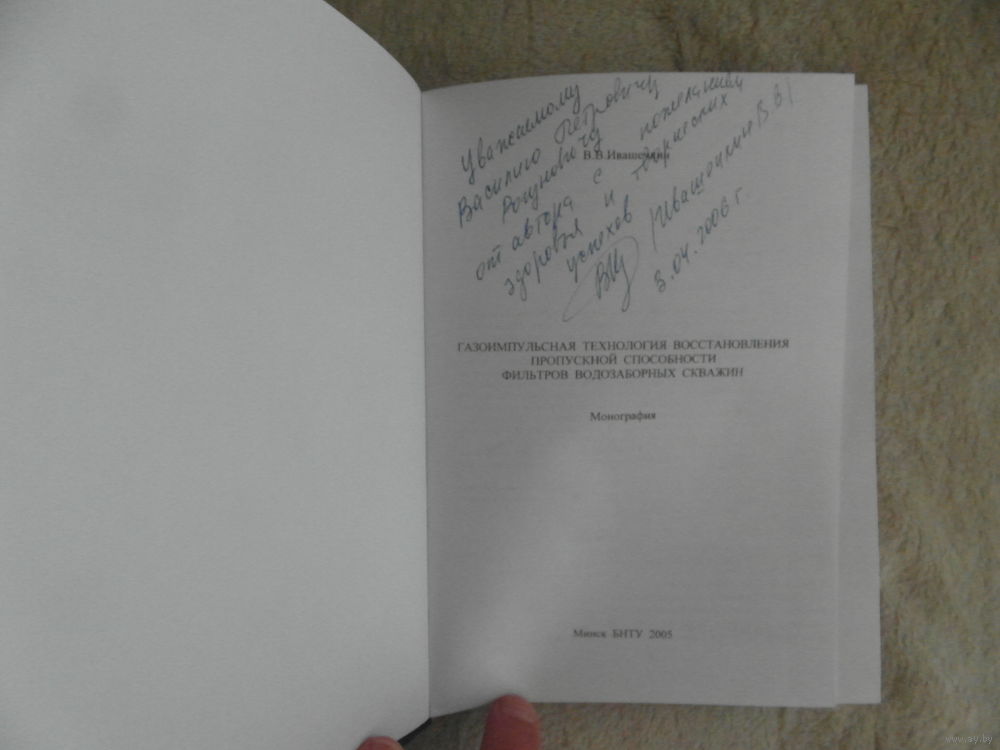 Уважаемому
Василию Петровичу
Рогуновичу
от автора с пожеланием
здоровья и творческих
успехов
/Ивашечкин В.В/
3.04.2006 г.
В.В.Ивашечкин
ГАЗОИМПУЛЬСНАЯ ТЕХНОЛОГИЯ ВОССТАНОВЛЕНИЯ
ПРОПУСКНОЙ СПОСОБНОСТИ
ФИЛЬТРОВ ВОДОЗАБОРНЫХ СКВАЖИН
Монография
Минск БНТУ 2005
www.ay.by